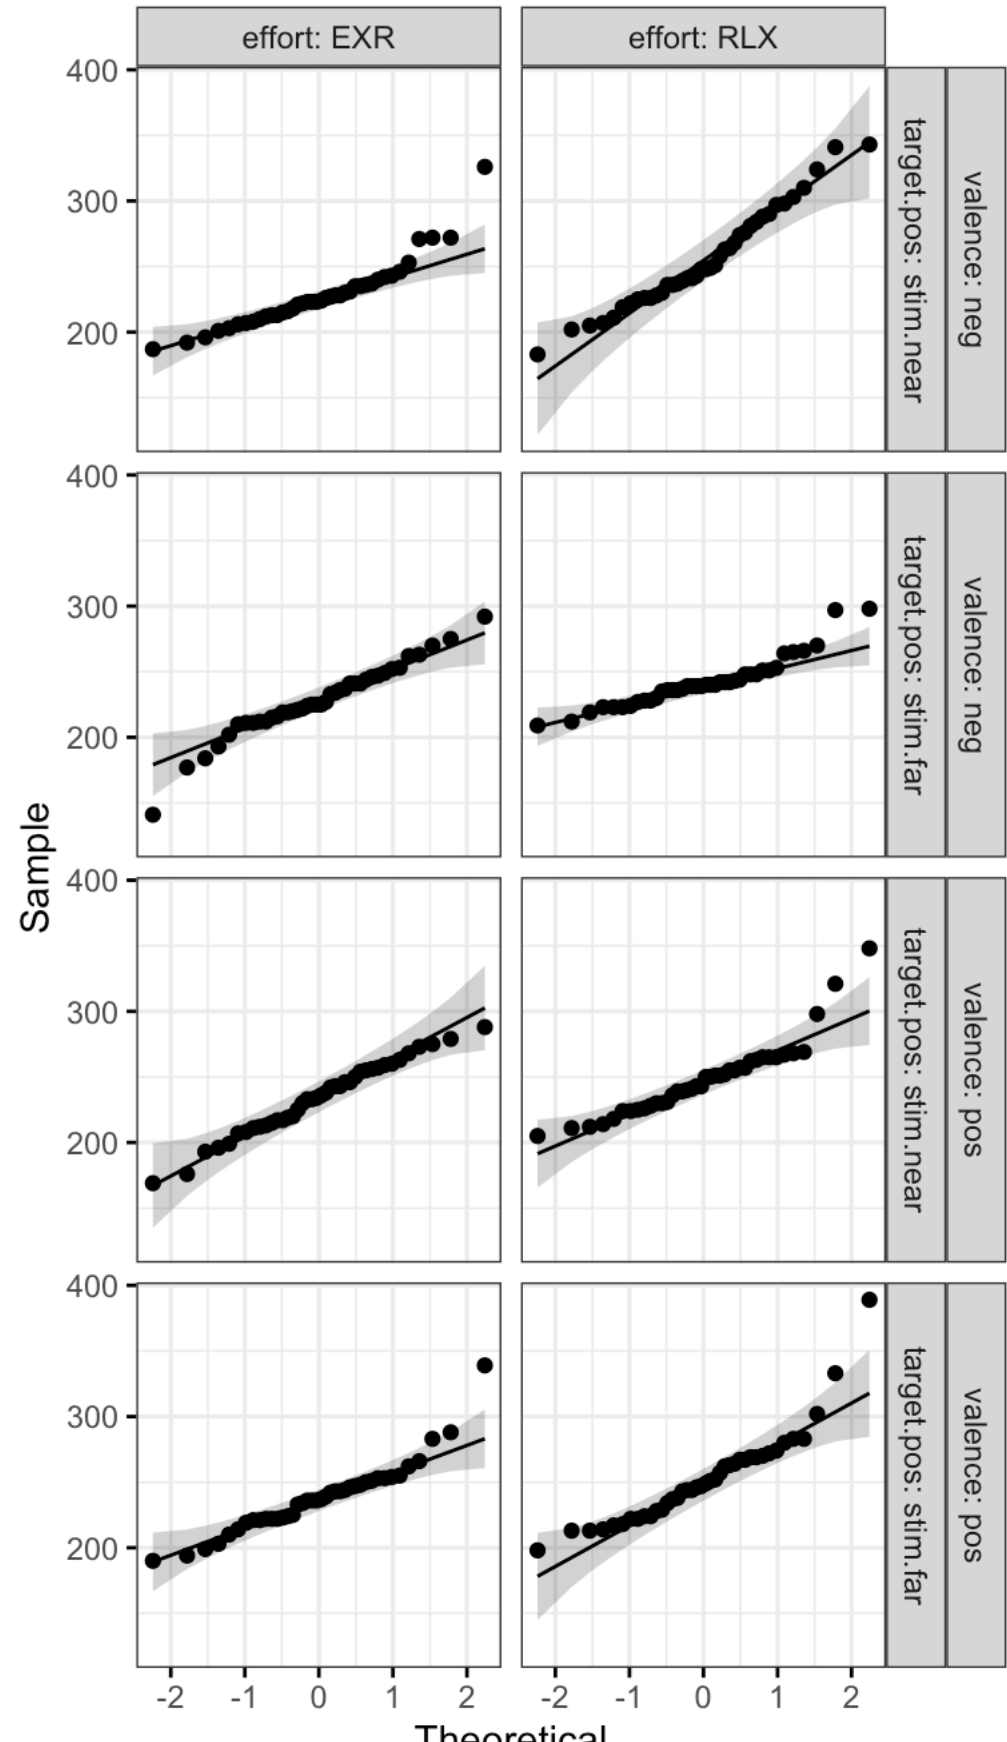 effort: EXR
effort: RLX
400
300
200
target.pos: stim.near
valence: neg
400
300
200
target.pos: stim.far
valence: neg
Sample
400
300
200
target.pos: stim.near
valence: pos
400
300
200
target.pos: stim.far
valence: pos
-2 -1 0 1 2 -2 -1 0 1 2
Theoretical